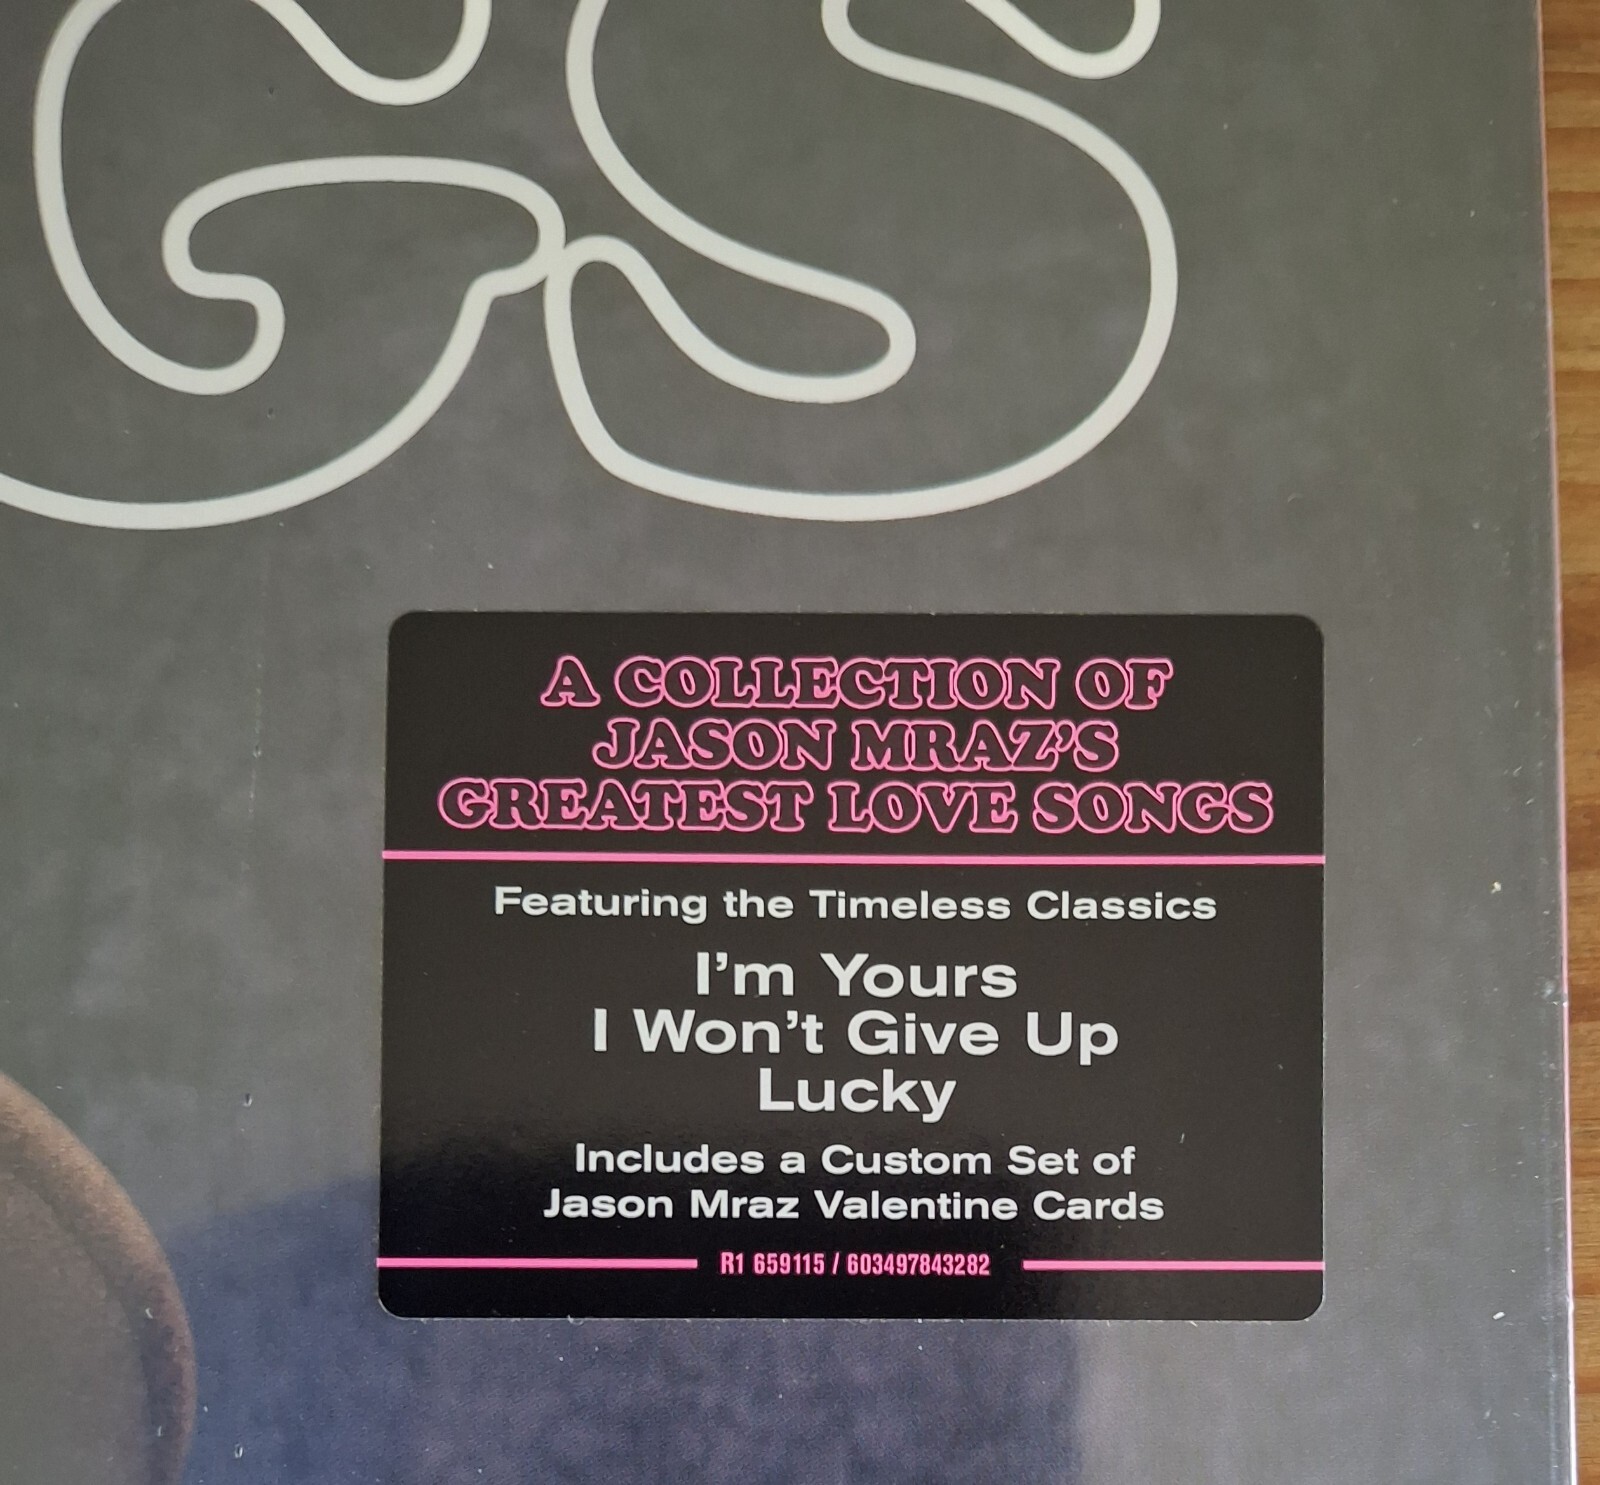 GS
A COLLECTION OF
JASON MRAZ'S
GREATEST LOVE SONGS
Featuring the Timeless Classics
I'm Yours
I Won't Give Up
Lucky
Includes a Custom Set of
Jason Mraz Valentine Cards
R1 659115 / 603497843282